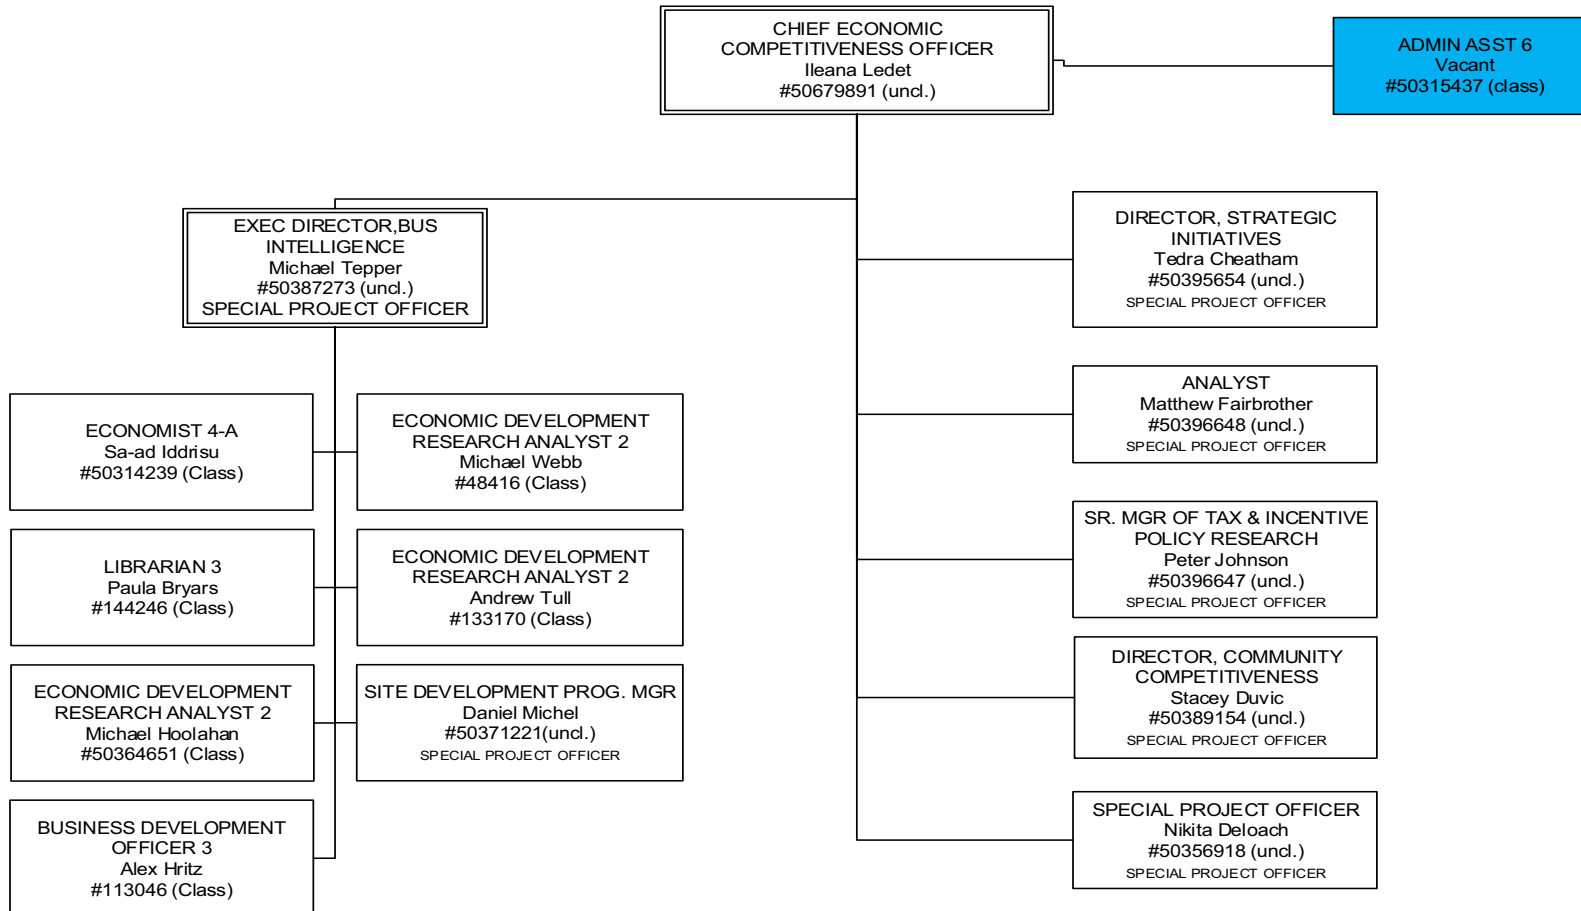 CHIEF ECONOMIC
COMPETITIVENESS OFFICER
Ileana Ledet
#50679891 (uncl.)
ADMIN ASST 6
Vacant
#50315437 (class)
EXEC DIRECTOR,BUS
INTELLIGENCE
Michael Tepper
#50387273 (uncl.)
SPECIAL PROJECT OFFICER
DIRECTOR, STRATEGIC
INITIATIVES
Tedra Cheatham
#50395654 (uncl.)
SPECIAL PROJECT OFFICER
ANALYST
Matthew Fairbrother
#50396648 (uncl.)
SPECIAL PROJECT OFFICER
ECONOMIST 4-A
Sa-ad Iddrisu
#50314239 (Class)
ECONOMIC DEVELOPMENT
RESEARCH ANALYST 2
Michael Webb
#48416 (Class)
SR. MGR OF TAX & INCENTIVE
POLICY RESEARCH
Peter Johnson
#50396647 (uncl.)
SPECIAL PROJECT OFFICER
LIBRARIAN 3
Paula Bryars
#144246 (Class)
ECONOMIC DEVELOPMENT
RESEARCH ANALYST 2
Andrew Tull
#133170 (Class)
DIRECTOR, COMMUNITY
COMPETITIVENESS
Stacey Duvic
#50389154 (uncl.)
SPECIAL PROJECT OFFICER
ECONOMIC DEVELOPMENT
RESEARCH ANALYST 2
Michael Hoolahan
#50364651 (Class)
SITE DEVELOPMENT PROG. MGR
Daniel Michel
#50371221(uncl.)
SPECIAL PROJECT OFFICER
SPECIAL PROJECT OFFICER
Nikita Deloach
#50356918 (uncl.)
SPECIAL PROJECT OFFICER
BUSINESS DEVELOPMENT
OFFICER 3
Alex Hritz
#113046 (Class)